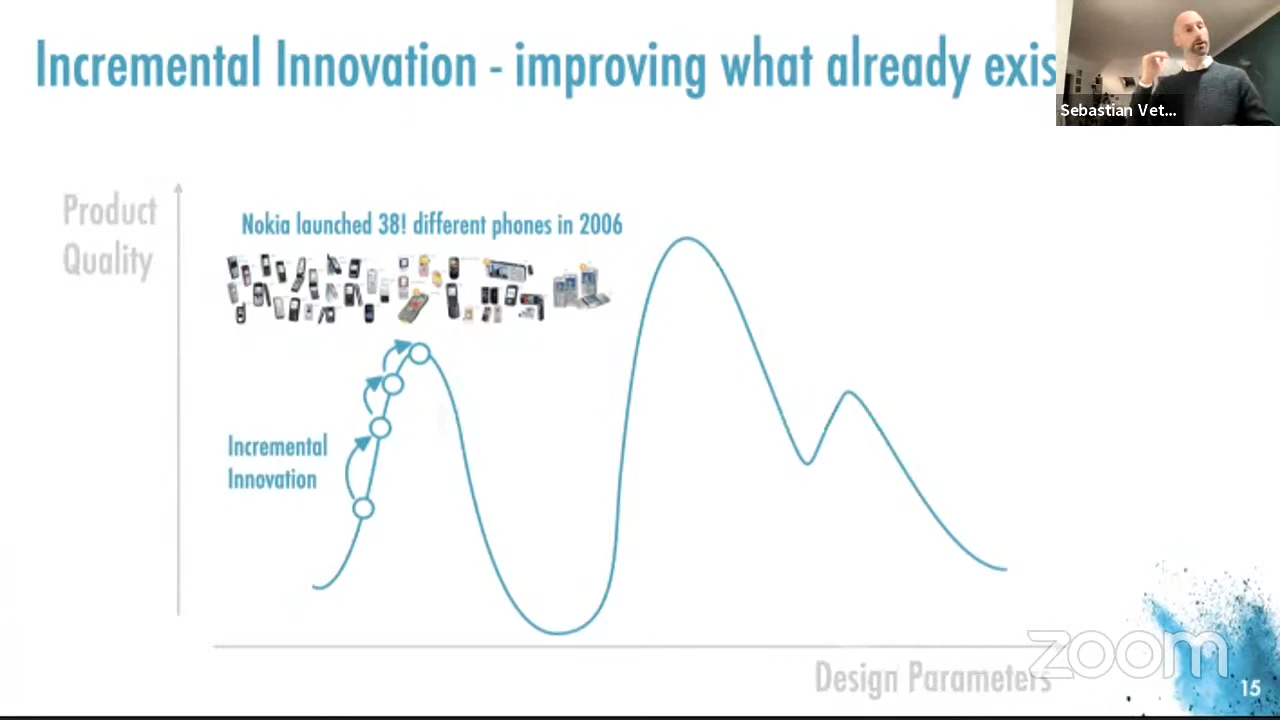 Incremental Innovation - improving what already exis
Sebastian Vet...
Product
Quality
Nokia launched 38! different phones in 2006
Incremental
Innovation
Design Parameters
zoom
15